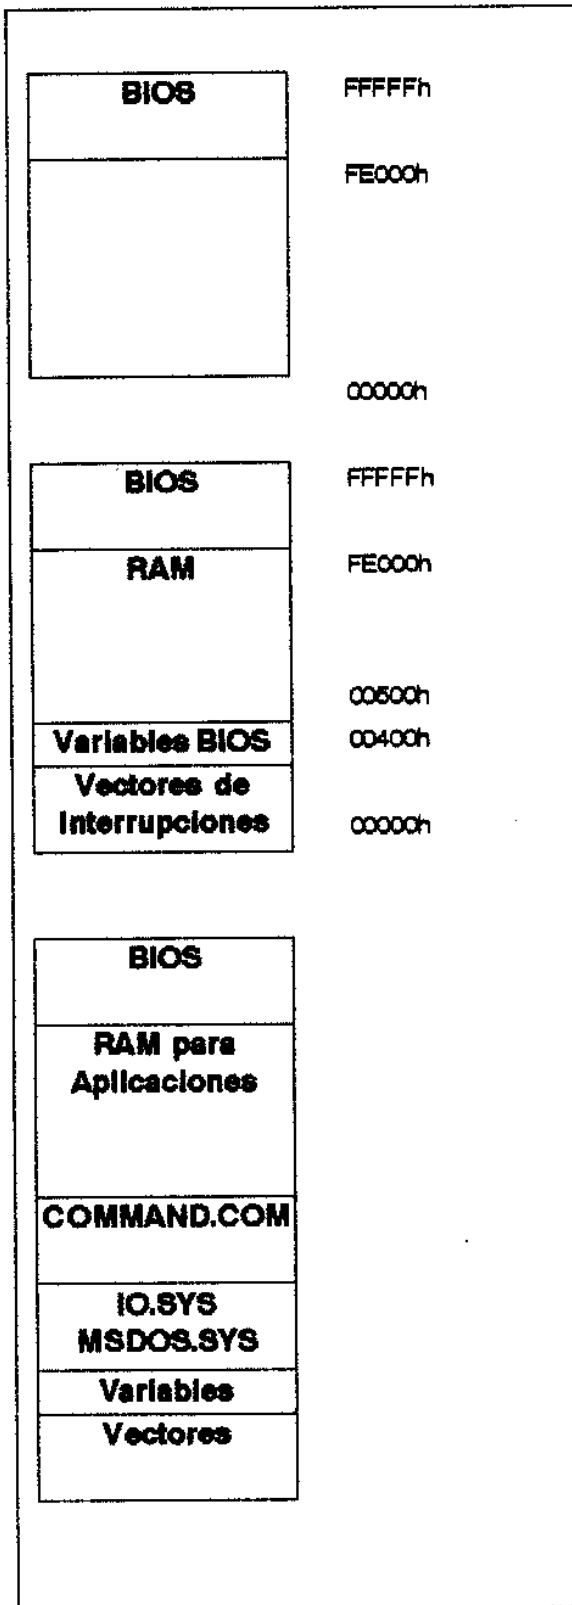 BIOS FFFFFh
FE000h
00000h
BIOS FFFFFh
RAM FE000h
00500h
Variables BIOS 00400h
Vectores de
Interrupciones 00000h
BIOS
RAM para
Aplicaciones
COMMAND.COM
IO.SYS
MSDOS.SYS
Variables
Vectores